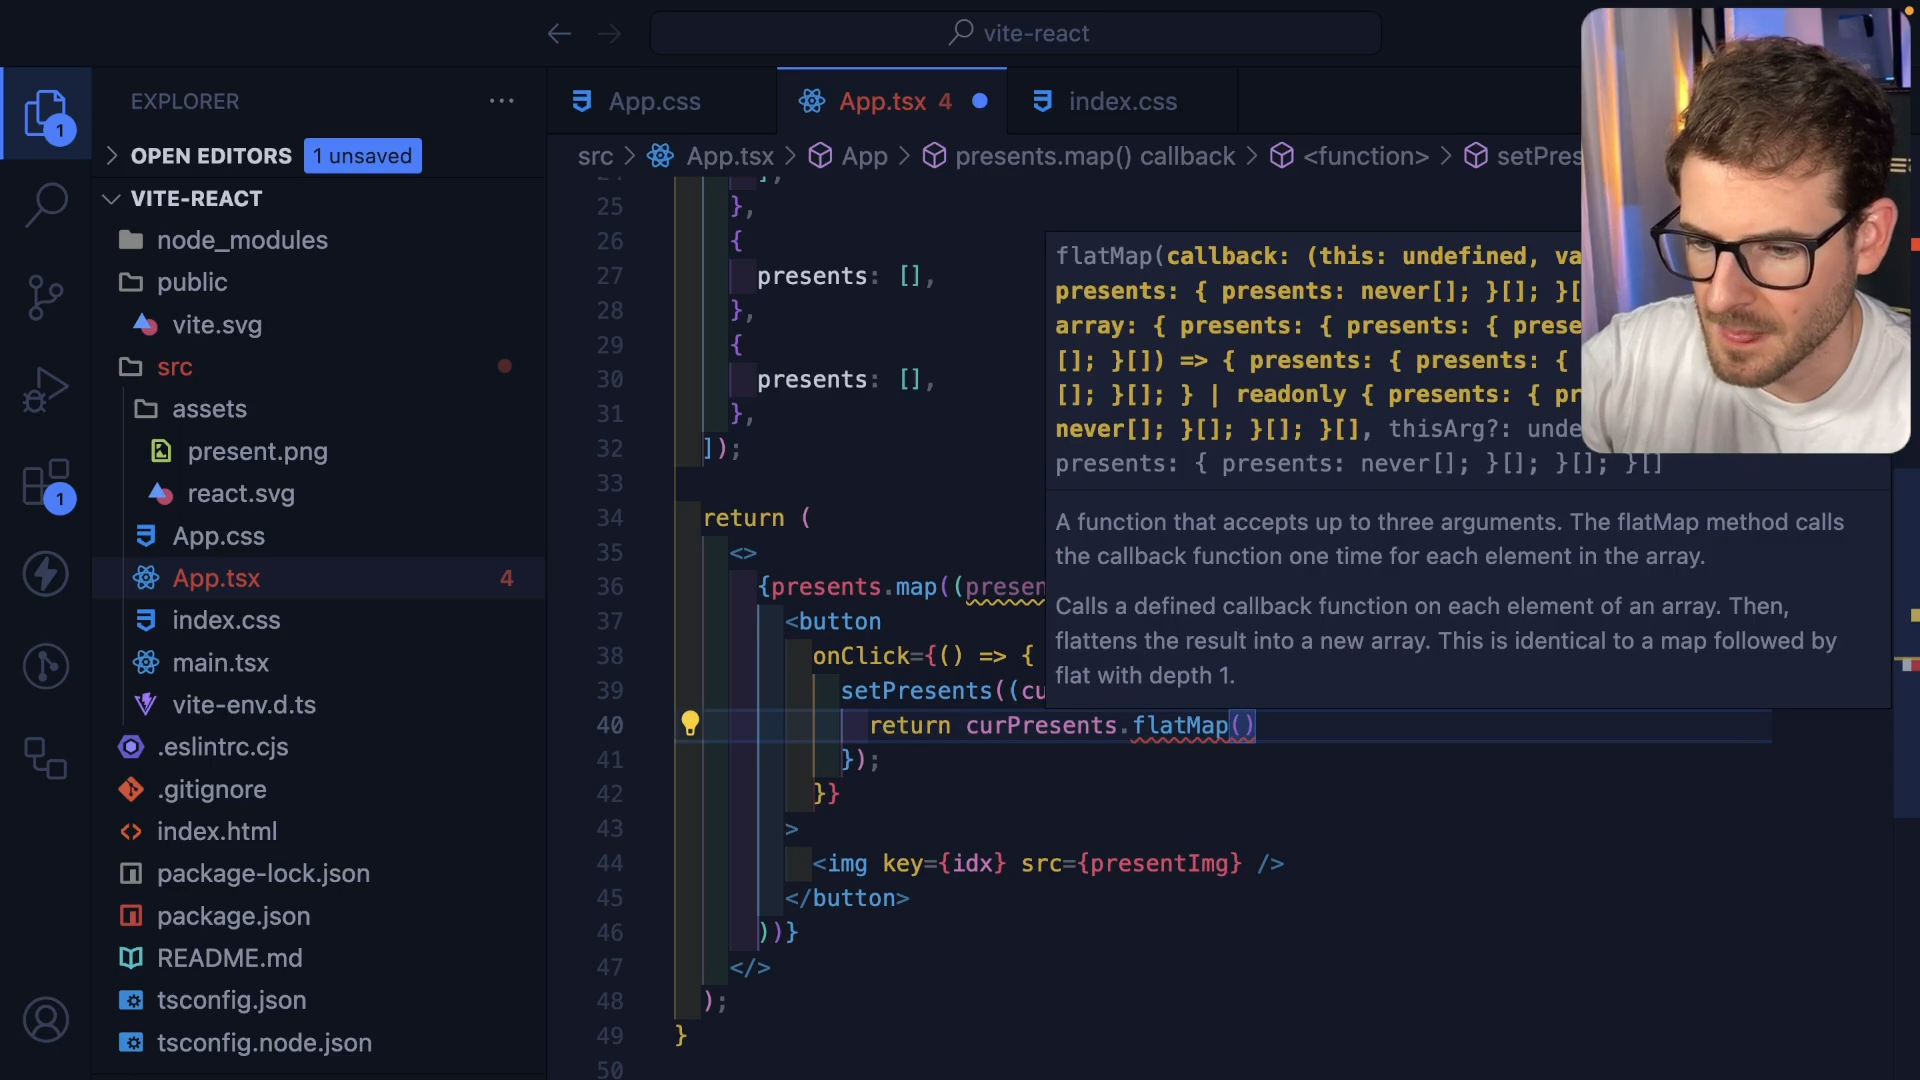 vite-react
EXPLORER
OPEN EDITORS 1 unsaved
VITE-REACT
node_modules
public
vite.svg
src
assets
present.png
react.svg
App.css
App.tsx 4
index.css
main.tsx
vite-env.d.ts
.eslintrc.cjs
.gitignore
index.html
package-lock.json
package.json
README.md
tsconfig.json
tsconfig.node.json
1
1
App.css
App.tsx 4
index.css
src > App.tsx > App > presents.map() callback > <function> > setPres
],
25 },
26 {
27 presents: [],
28 },
29 {
30 presents: [],
31 },
32 ]);
33
34 return (
35 <>
36 {presents.map((presen
37 <button
38 onClick={() => {
39 setPresents((cu
40 return curPresents.flatMap()
41 });
42 }}
43 >
44 <img key={idx} src={presentImg} />
45 </button>
46 ))}
47 </>
48 );
49 }
50
flatMap(callback: (this: undefined, va
presents: { presents: never[]; }[]; }[
array: { presents: { presents: { prese
[]; }[]) => { presents: { presents: {
[]; }[]; } | readonly { presents: { pr
never[]; }[]; }[]; }[], thisArg?: unde
presents: { presents: never[]; }[]; }[]; }[]
A function that accepts up to three arguments. The flatMap method calls
the callback function one time for each element in the array.
Calls a defined callback function on each element of an array. Then,
flattens the result into a new array. This is identical to a map followed by
flat with depth 1.